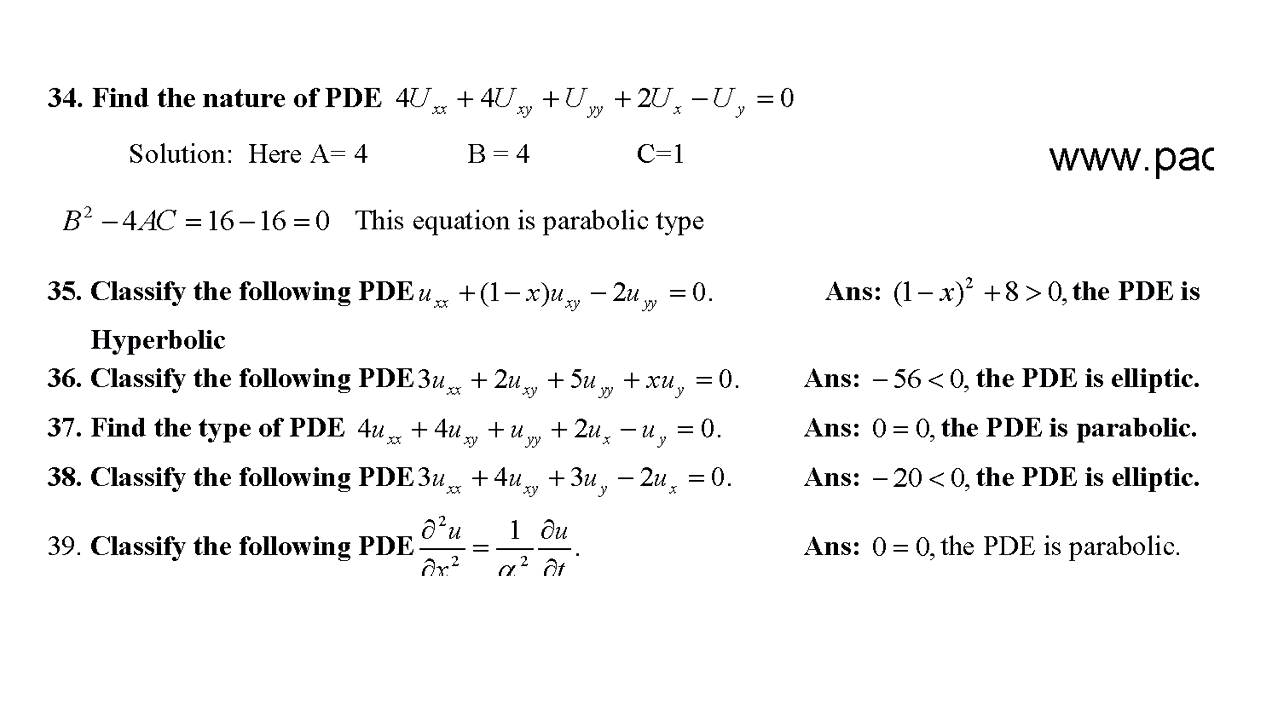 34. Find the nature of PDE 4U_xx + 4U_xy + U_yy + 2U_x − U_y = 0
Solution: Here A= 4 B = 4 C=1
www.pac
B² − 4AC = 16 − 16 = 0 This equation is parabolic type
35. Classify the following PDE u_xx + (1 − x)u_xy − 2u_yy = 0. Ans: (1 − x)² + 8 > 0, the PDE is
Hyperbolic
36. Classify the following PDE 3u_xx + 2u_xy + 5u_yy + xu_y = 0. Ans: − 56 < 0, the PDE is elliptic.
37. Find the type of PDE 4u_xx + 4u_xy + u_yy + 2u_x − u_y = 0. Ans: 0 = 0, the PDE is parabolic.
38. Classify the following PDE 3u_xx + 4u_xy + 3u_y − 2u_x = 0. Ans: − 20 < 0, the PDE is elliptic.
39. Classify the following PDE ∂²u/∂x² = 1/α² ∂u/∂t. Ans: 0 = 0, the PDE is parabolic.